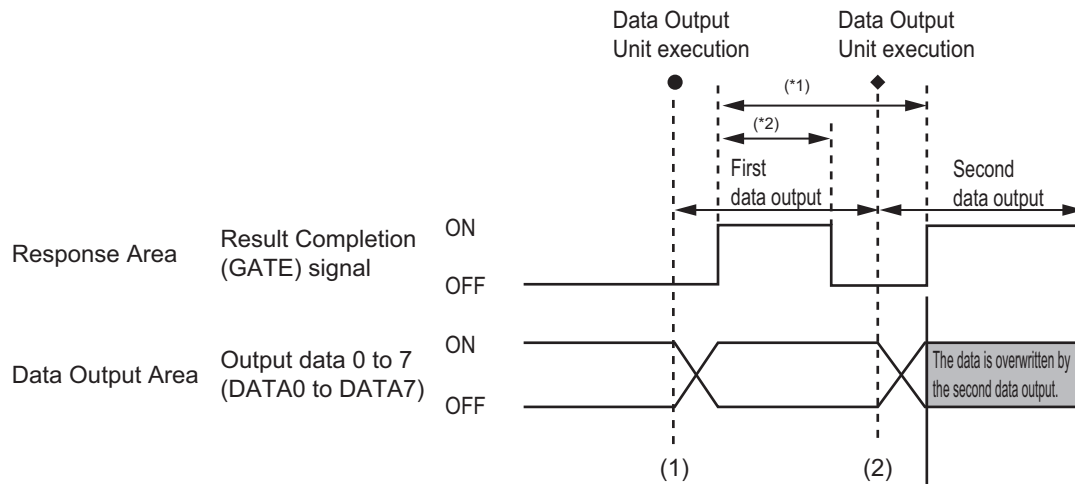 Data Output
Unit execution
Data Output
Unit execution
(*1)
(*2)
First
data output
Second
data output
Response Area
Result Completion
(GATE) signal
ON
OFF
Data Output Area
Output data 0 to 7
(DATA0 to DATA7)
ON
OFF
The data is overwritten by
the second data output.
(1)
(2)